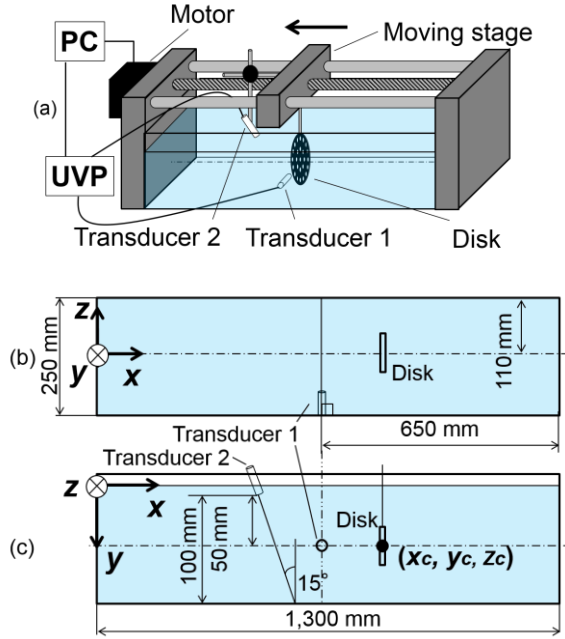 PC
Motor
Moving stage
(a)
UVP
Transducer 2
Transducer 1
Disk
(b)
250 mm
z
y
x
Disk
110 mm
650 mm
Transducer 1
Transducer 2
(c)
z
x
y
100 mm
50 mm
15°
Disk
(xc, yc, zc)
1,300 mm